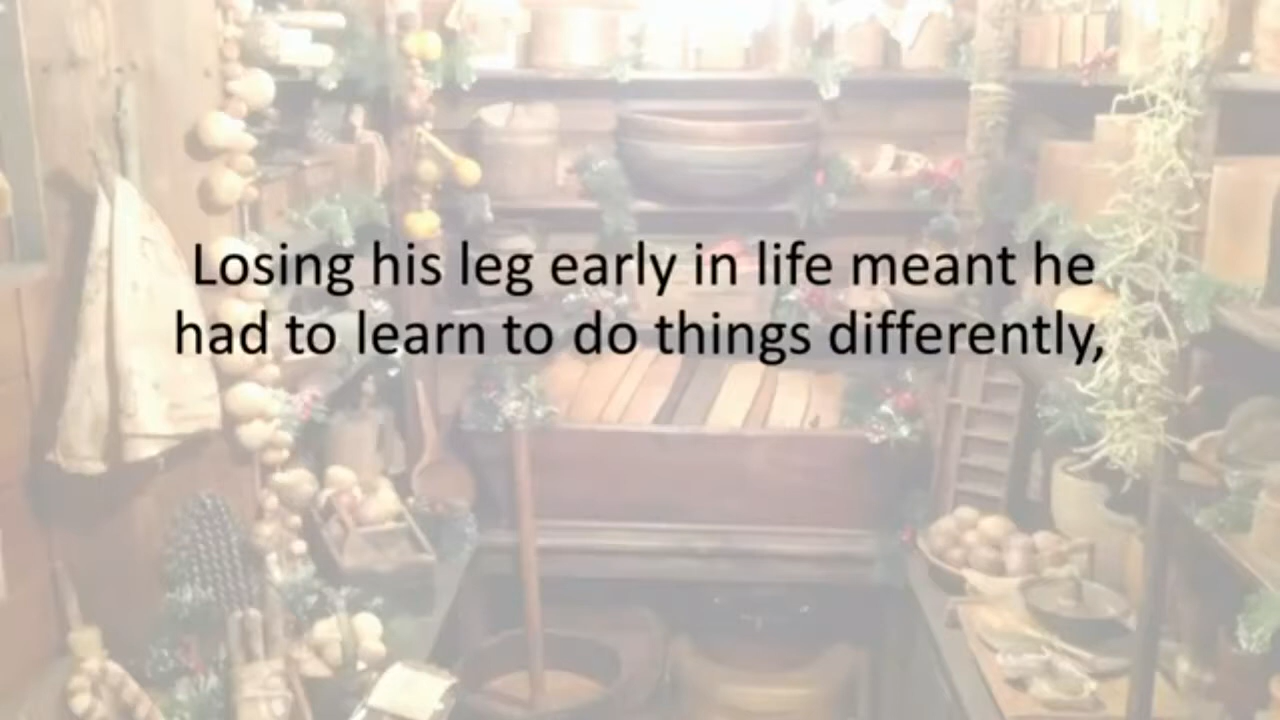 Losing his leg early in life meant he
had to learn to do things differently,